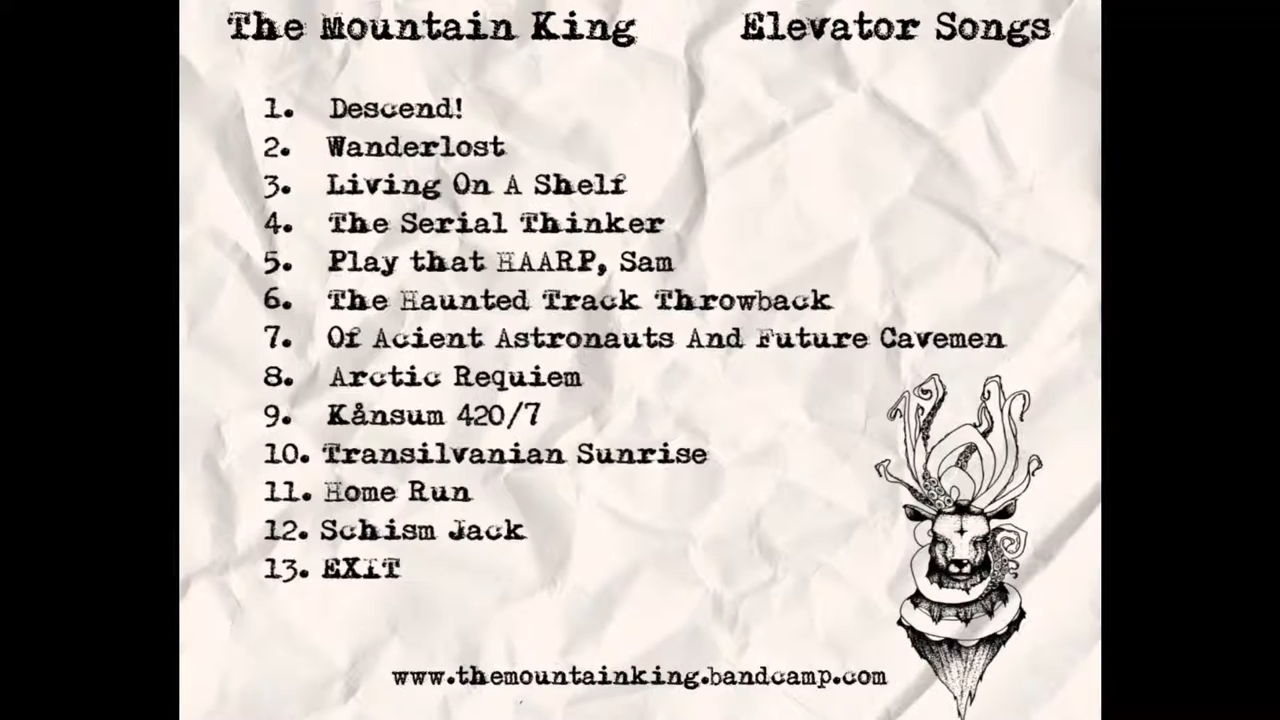 The Mountain King Elevator Songs
1. Descend!
2. Wanderlost
3. Living On A Shelf
4. The Serial Thinker
5. Play that HAARP, Sam
6. The Haunted Track Throwback
7. Of Acient Astronauts And Future Cavemen
8. Arctic Requiem
9. Kånsum 420/7
10. Transilvanian Sunrise
11. Home Run
12. Schism Jack
13. EXIT
www.themountainking.bandcamp.com